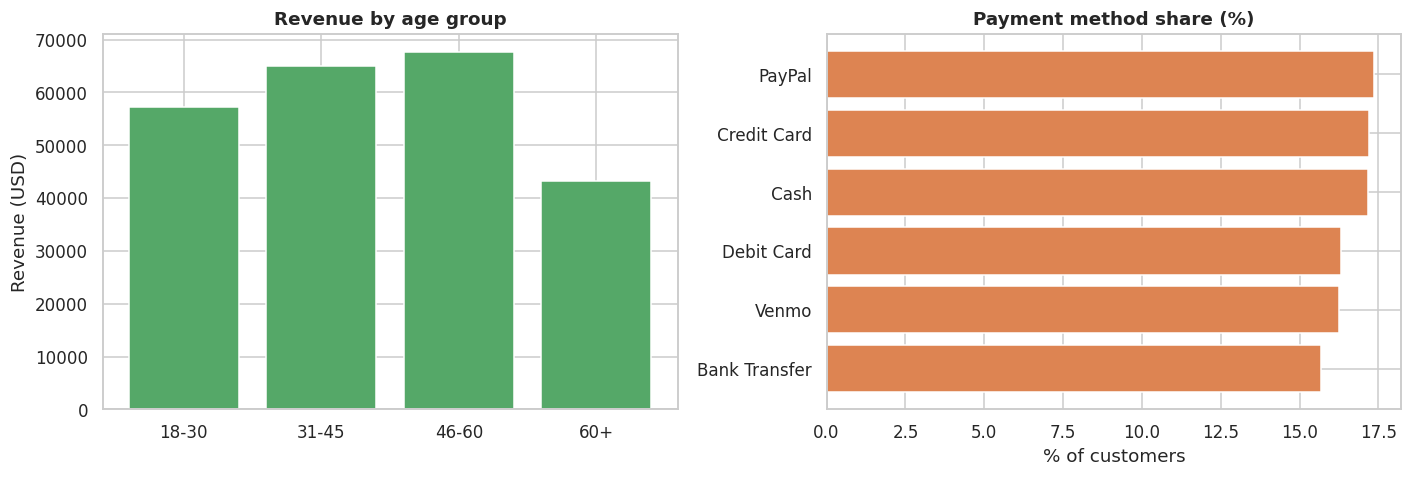 Revenue by age group
Revenue (USD)
70000
60000
50000
40000
30000
20000
10000
0
18-30
31-45
46-60
60+
Payment method share (%)
PayPal
Credit Card
Cash
Debit Card
Venmo
Bank Transfer
0.0
2.5
5.0
7.5
10.0
12.5
15.0
17.5
% of customers